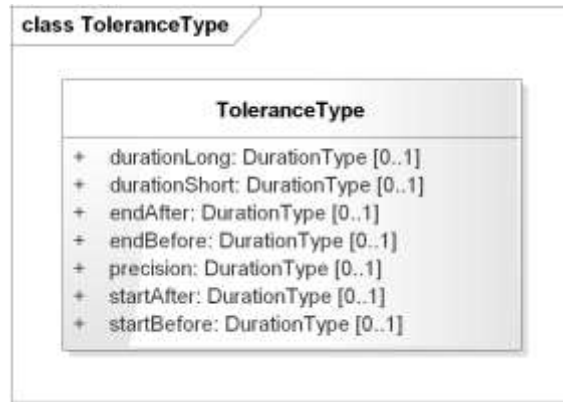 class ToleranceType
ToleranceType
+ durationLong: DurationType [0..1]
+ durationShort: DurationType [0..1]
+ endAfter: DurationType [0..1]
+ endBefore: DurationType [0..1]
+ precision: DurationType [0..1]
+ startAfter: DurationType [0..1]
+ startBefore: DurationType [0..1]